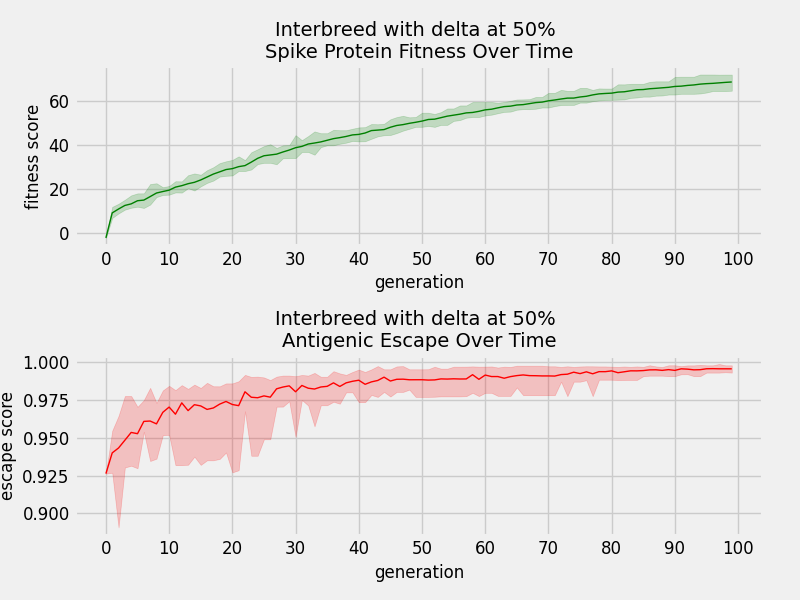 Interbreed with delta at 50%
Spike Protein Fitness Over Time
fitness score
60
40
20
0
0 10 20 30 40 50 60 70 80 90 100
generation
Interbreed with delta at 50%
Antigenic Escape Over Time
escape score
1.000
0.975
0.950
0.925
0.900
0 10 20 30 40 50 60 70 80 90 100
generation